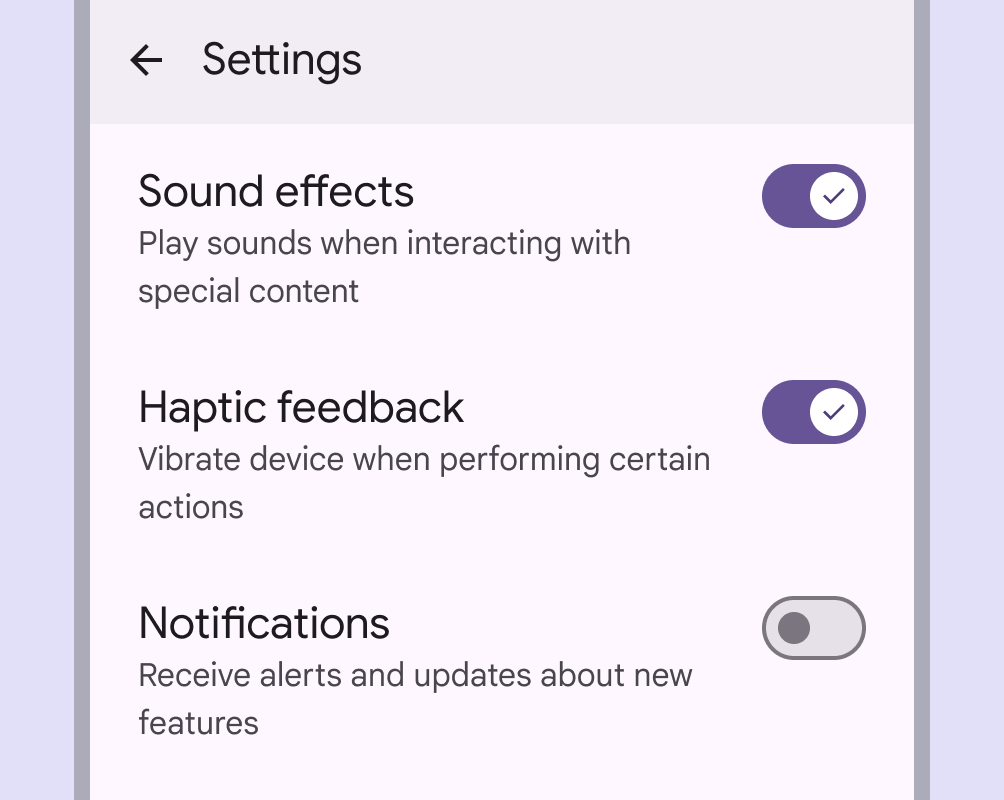 Settings
Sound effects
Play sounds when interacting with
special content
Haptic feedback
Vibrate device when performing certain
actions
Notifications
Receive alerts and updates about new
features